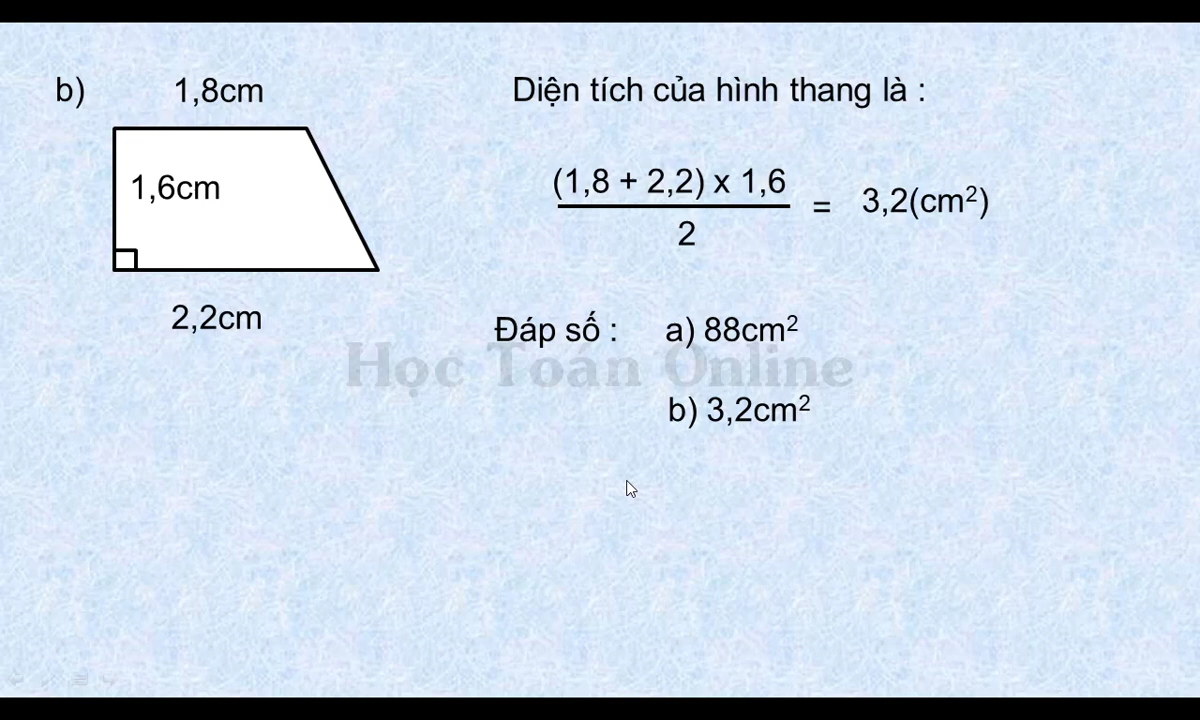 b)
1,8cm
1,6cm
2,2cm
Diện tích của hình thang là :
(1,8 + 2,2) x 1,6
2
= 3,2(cm²)
Đáp số : a) 88cm²
Học Toán Online
b) 3,2cm²